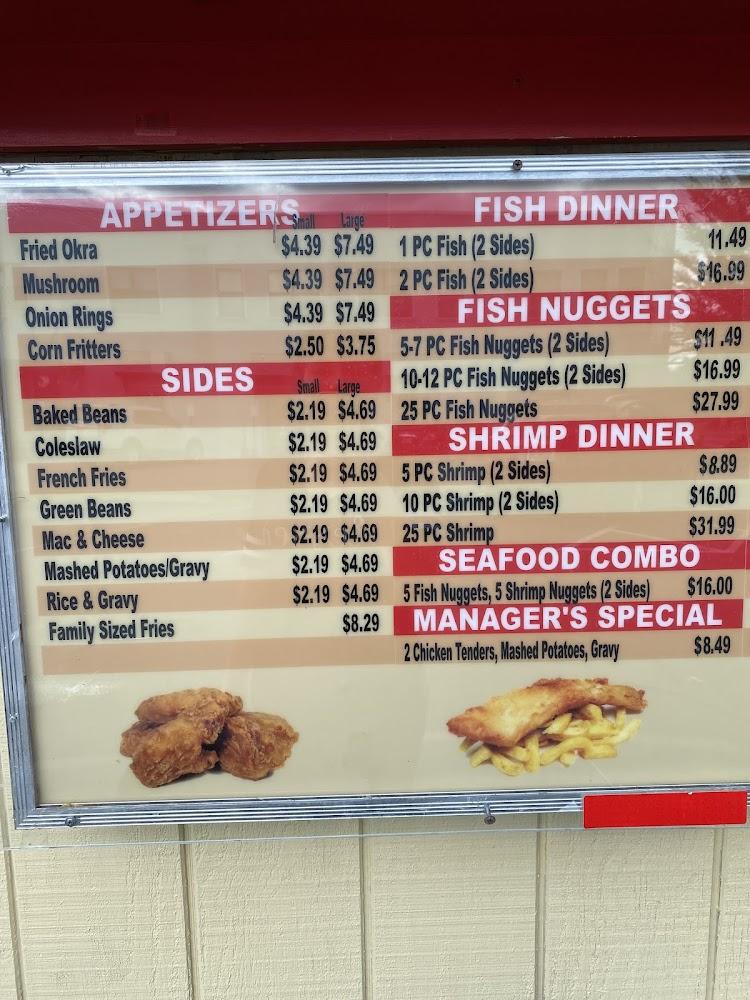 APPETIZERS Small Large
Fried Okra $4.39 $7.49
Mushroom $4.39 $7.49
Onion Rings $4.39 $7.49
Corn Fritters $2.50 $3.75
SIDES Small Large
Baked Beans $2.19 $4.69
Coleslaw $2.19 $4.69
French Fries $2.19 $4.69
Green Beans $2.19 $4.69
Mac & Cheese $2.19 $4.69
Mashed Potatoes/Gravy $2.19 $4.69
Rice & Gravy $2.19 $4.69
Family Sized Fries $8.29
FISH DINNER
1 PC Fish (2 Sides) 11.49
2 PC Fish (2 Sides) $16.99
FISH NUGGETS
5-7 PC Fish Nuggets (2 Sides) $11.49
10-12 PC Fish Nuggets (2 Sides) $16.99
25 PC Fish Nuggets $27.99
SHRIMP DINNER
5 PC Shrimp (2 Sides) $8.89
10 PC Shrimp (2 Sides) $16.00
25 PC Shrimp $31.99
SEAFOOD COMBO
5 Fish Nuggets, 5 Shrimp Nuggets (2 Sides) $16.00
MANAGER'S SPECIAL
2 Chicken Tenders, Mashed Potatoes, Gravy $8.49